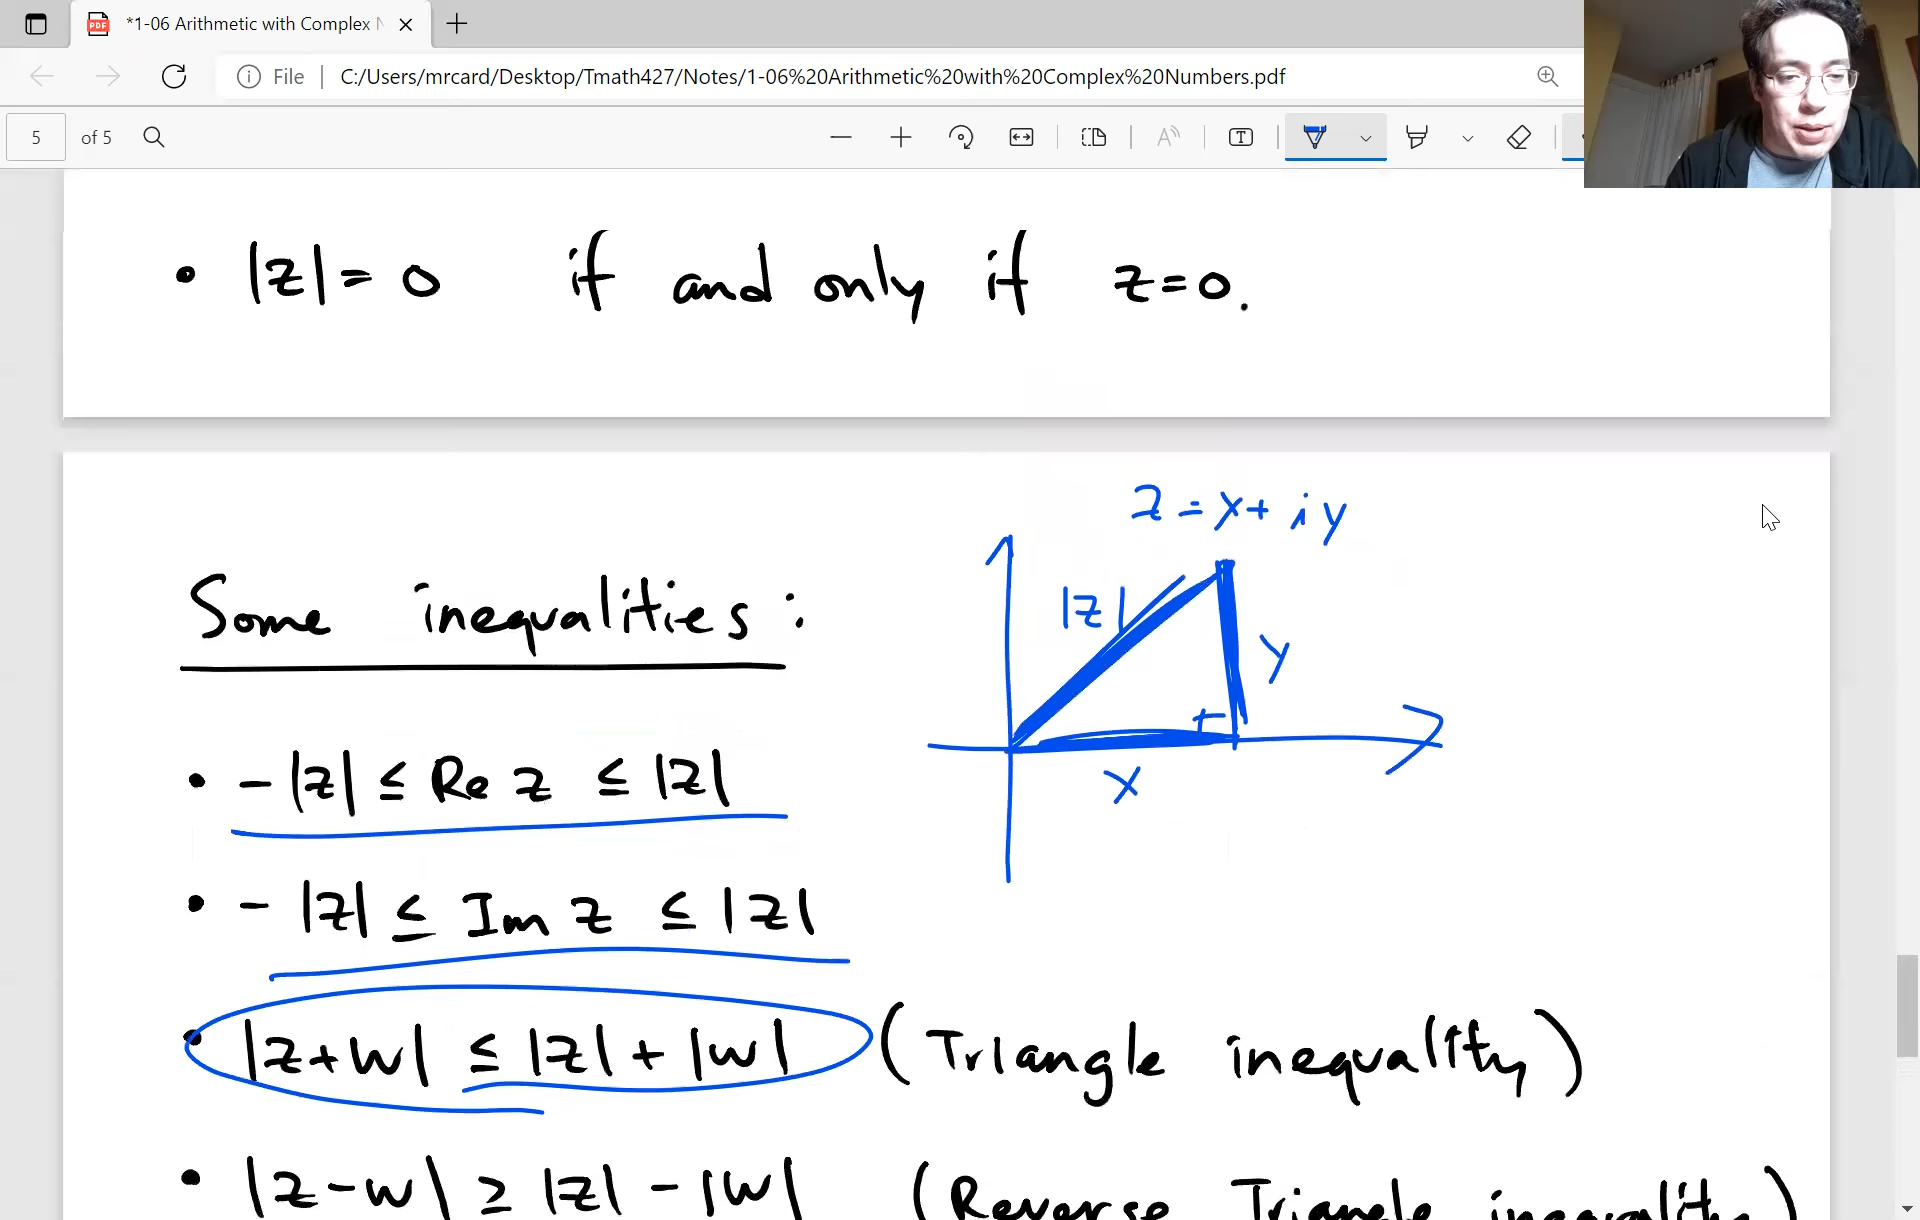 *1-06 Arithmetic with Complex N
File | C:/Users/mrcard/Desktop/Tmath427/Notes/1-06%20Arithmetic%20with%20Complex%20Numbers.pdf
5 of 5
• |z| = 0 if and only if z = 0.
z = x + iy
Some inequalities:
|z|
y
x
• -|z| ≤ Re z ≤ |z|
• -|z| ≤ Im z ≤ |z|
• |z+w| ≤ |z| + |w| (Triangle inequality)
• |z-w| ≥ |z| - |w| (Reverse Triangle inequality)